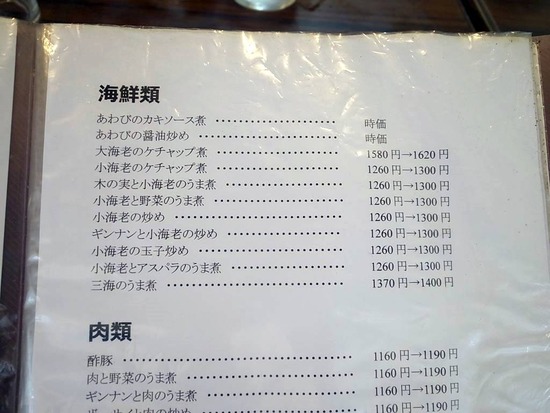 海鮮類
あわびのカキソース煮 ・・・・・・・・・・・・・・・・・・ 時価
あわびの醤油炒め ・・・・・・・・・・・・・・・・・・・・ 時価
大海老のケチャップ煮 ・・・・・・・・・・・・・・・・・・ 1580円→1620円
小海老のケチャップ煮 ・・・・・・・・・・・・・・・・・・ 1260円→1300円
木の実と小海老のうま煮 ・・・・・・・・・・・・・・・・・ 1260円→1300円
小海老と野菜のうま煮 ・・・・・・・・・・・・・・・・・・ 1260円→1300円
小海老の炒め ・・・・・・・・・・・・・・・・・・・・・・ 1260円→1300円
ギンナンと小海老の炒め ・・・・・・・・・・・・・・・・・ 1260円→1300円
小海老の玉子炒め ・・・・・・・・・・・・・・・・・・・・ 1260円→1300円
小海老とアスパラのうま煮 ・・・・・・・・・・・・・・・・ 1260円→1300円
三海のうま煮 ・・・・・・・・・・・・・・・・・・・・・・ 1370円→1400円
肉類
酢豚 ・・・・・・・・・・・・・・・・・・・・・・・・・・ 1160円→1190円
肉と野菜のうま煮 ・・・・・・・・・・・・・・・・・・・・ 1160円→1190円
ギンナンと肉のうま煮 ・・・・・・・・・・・・・・・・・・ 1160円→1190円